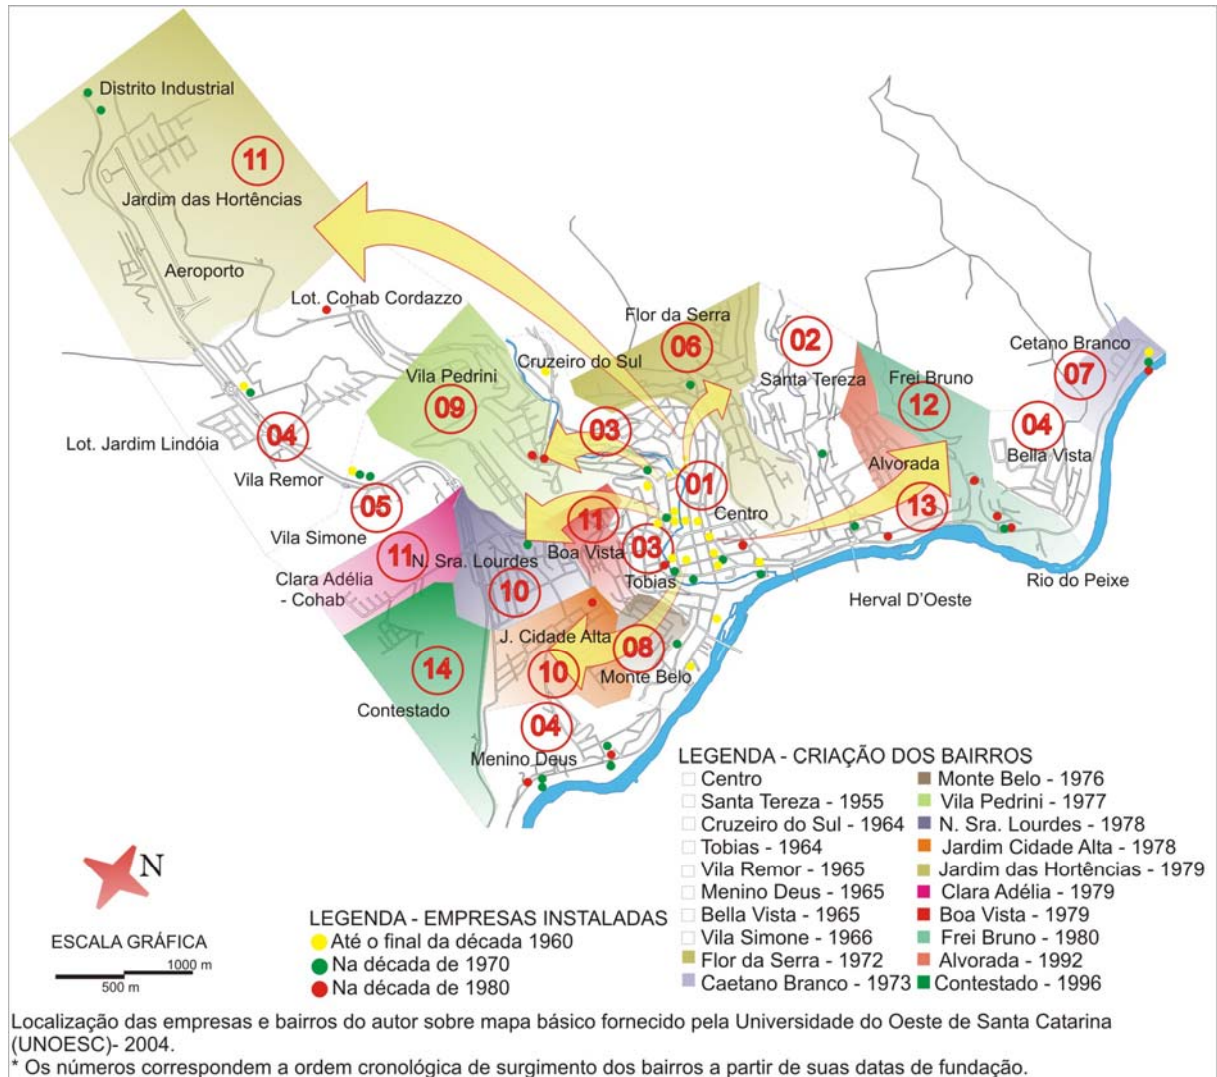 Distrito Industrial
11
Jardim das Hortências
Aeroporto
Lot. Cohab Cordazzo
Flor da Serra
06
02
Cetano Branco
07
Cruzeiro do Sul
Santa Tereza
Frei Bruno
12
Vila Pedrini
09
03
04
Bella Vista
Lot. Jardim Lindóia
04
Vila Remor
Alvorada
13
01
Centro
05
Vila Simone
11
Boa Vista
03
Tobias
11
N. Sra. Lourdes
10
Clara Adélia
- Cohab
Rio do Peixe
Herval D'Oeste
J. Cidade Alta
08
10
Monte Belo
14
Contestado
04
Menino Deus
LEGENDA - CRIAÇÃO DOS BAIRROS
Centro
Santa Tereza - 1955
Cruzeiro do Sul - 1964
Tobias - 1964
Vila Remor - 1965
Menino Deus - 1965
Bella Vista - 1965
Vila Simone - 1966
Flor da Serra - 1972
Caetano Branco - 1973
Monte Belo - 1976
Vila Pedrini - 1977
N. Sra. Lourdes - 1978
Jardim Cidade Alta - 1978
Jardim das Hortências - 1979
Clara Adélia - 1979
Boa Vista - 1979
Frei Bruno - 1980
Alvorada - 1992
Contestado - 1996
N
ESCALA GRÁFICA
1000 m
500 m
LEGENDA - EMPRESAS INSTALADAS
Até o final da década 1960
Na década de 1970
Na década de 1980
Localização das empresas e bairros do autor sobre mapa básico fornecido pela Universidade do Oeste de Santa Catarina
(UNOESC)- 2004.
* Os números correspondem a ordem cronológica de surgimento dos bairros a partir de suas datas de fundação.